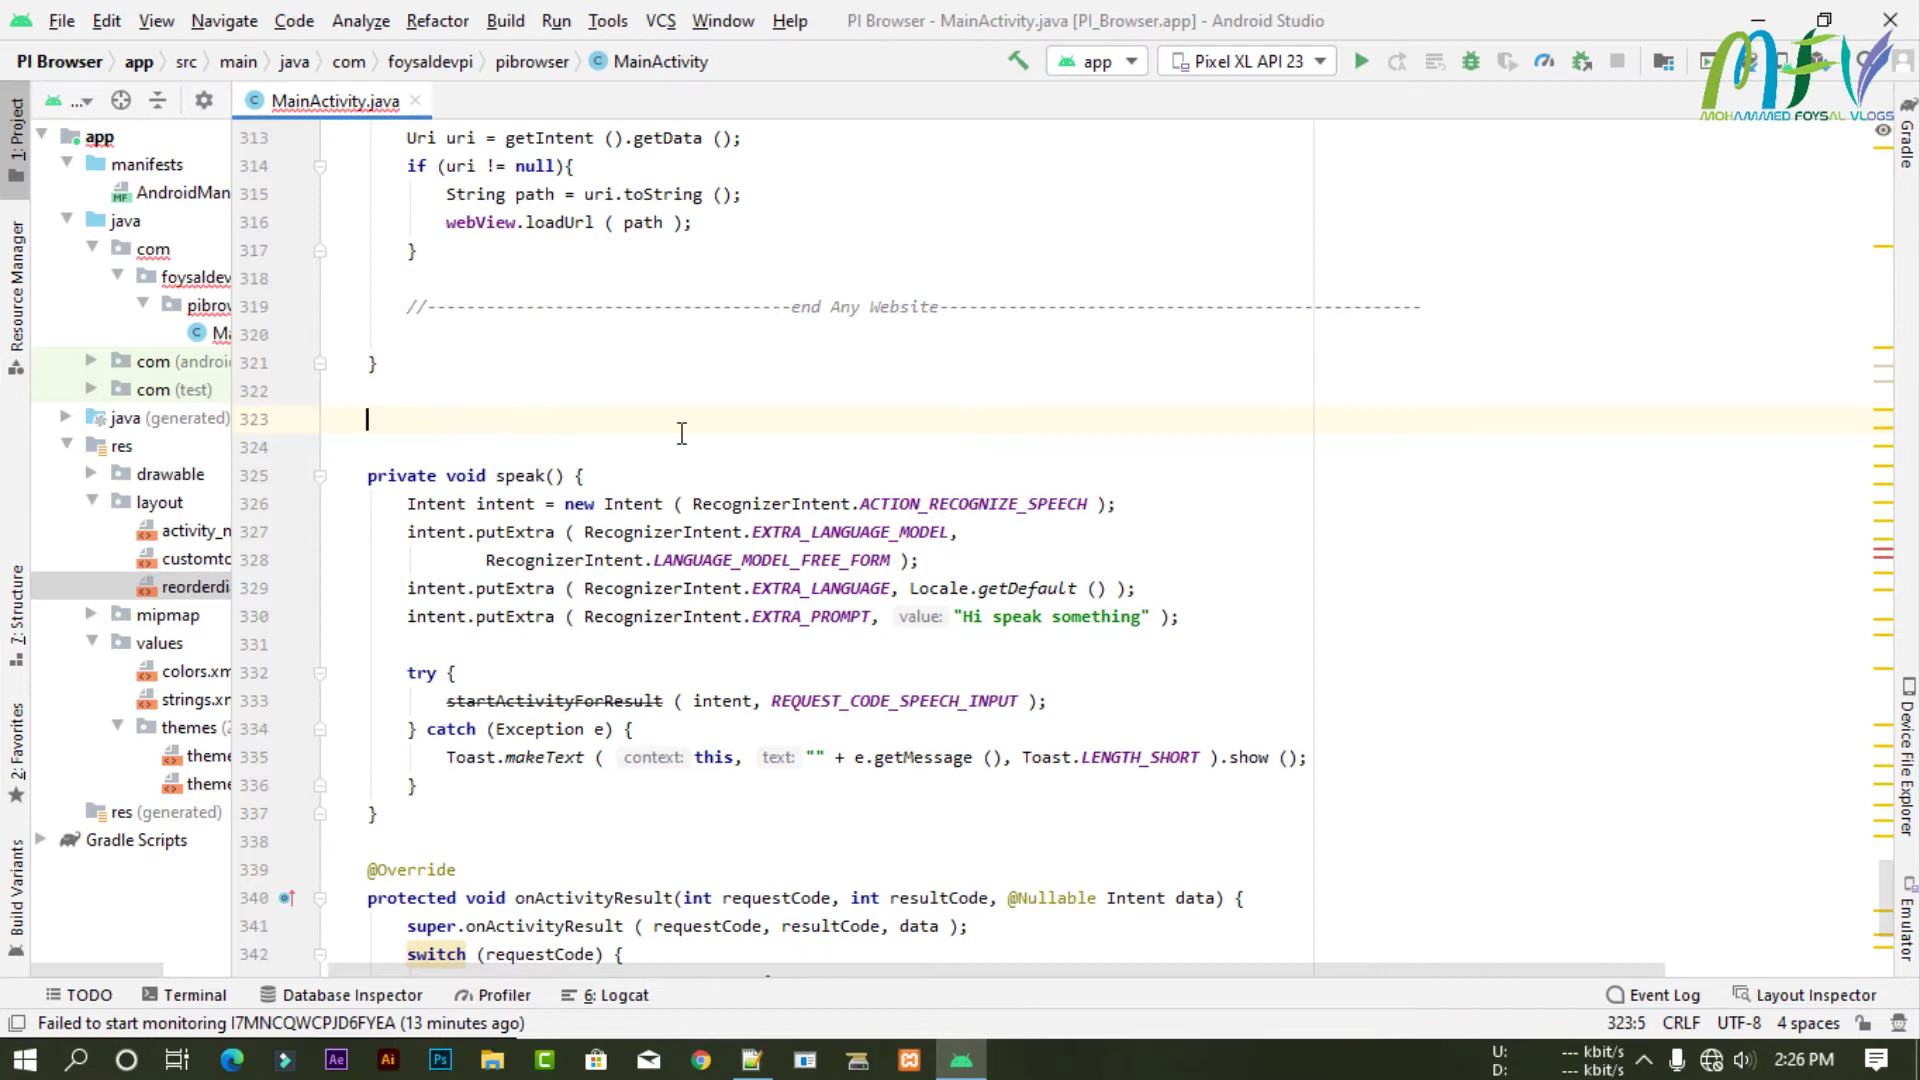 File Edit View Navigate Code Analyze Refactor Build Run Tools VCS Window Help PI Browser - MainActivity.java [PI_Browser.app] - Android Studio
PI Browser app src main java com foysaldevpi pibrowser MainActivity app Pixel XL API 23
MOHAMMED FOYSAL VLOGS
... MainActivity.java
1: Project
Resource Manager
7: Structure
2: Favorites
Build Variants
app
manifests
AndroidMan
java
com
foysaldev
pibrow
Ma
com (androi
com (test)
java (generated)
res
drawable
layout
activity_m
customto
reorderdi
mipmap
values
colors.xm
strings.xm
themes (2
theme
theme
res (generated)
Gradle Scripts
313 Uri uri = getIntent ().getData ();
314 if (uri != null){
315 String path = uri.toString ();
316 webView.loadUrl ( path );
317 }
318
319 //-------------------------------------end Any Website-------------------------------------------------
320
321 }
322
323
324
325 private void speak() {
326 Intent intent = new Intent ( RecognizerIntent.ACTION_RECOGNIZE_SPEECH );
327 intent.putExtra ( RecognizerIntent.EXTRA_LANGUAGE_MODEL,
328 RecognizerIntent.LANGUAGE_MODEL_FREE_FORM );
329 intent.putExtra ( RecognizerIntent.EXTRA_LANGUAGE, Locale.getDefault () );
330 intent.putExtra ( RecognizerIntent.EXTRA_PROMPT, value: "Hi speak something" );
331
332 try {
333 startActivityForResult ( intent, REQUEST_CODE_SPEECH_INPUT );
334 } catch (Exception e) {
335 Toast.makeText ( context: this, text: "" + e.getMessage (), Toast.LENGTH_SHORT ).show ();
336 }
337 }
338
339 @Override
340 protected void onActivityResult(int requestCode, int resultCode, @Nullable Intent data) {
341 super.onActivityResult ( requestCode, resultCode, data );
342 switch (requestCode) {
Gradle
Device File Explorer
Emulator
TODO Terminal Database Inspector Profiler 6: Logcat Event Log Layout Inspector
Failed to start monitoring I7MNCQWCPJD6FYEA (13 minutes ago) 323:5 CRLF UTF-8 4 spaces
Ae Ai Ps C
U: --- kbit/s
D: --- kbit/s
2:26 PM